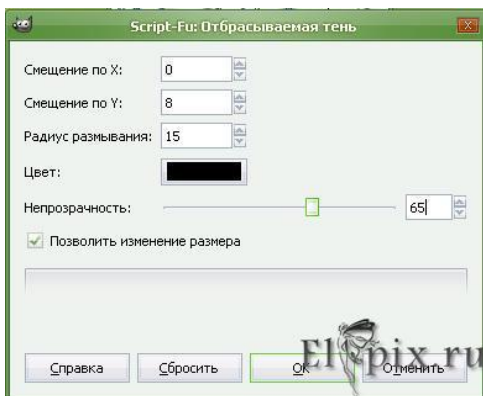 Script-Fu: Отбрасываемая тень
Смещение по X: 0
Смещение по Y: 8
Радиус размывания: 15
Цвет:
Непрозрачность: 65
Позволить изменение размера
Справка Сбросить OK Отменить
Elpix.ru